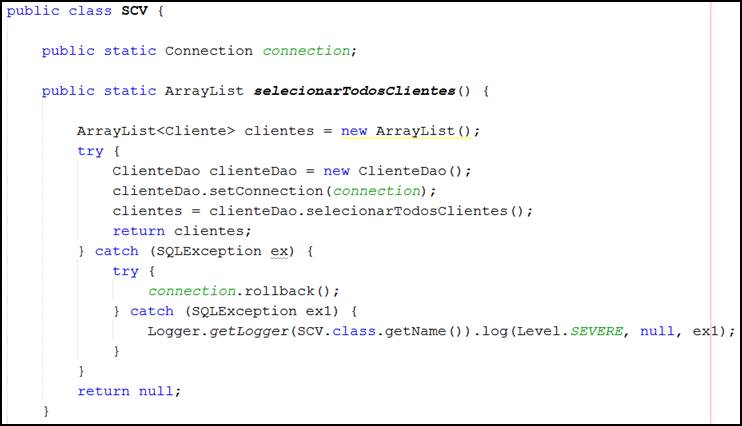 public class SCV {
public static Connection connection;
public static ArrayList selecionarTodosClientes() {
ArrayList<Cliente> clientes = new ArrayList();
try {
ClienteDao clienteDao = new ClienteDao();
clienteDao.setConnection(connection);
clientes = clienteDao.selecionarTodosClientes();
return clientes;
} catch (SQLException ex) {
try {
connection.rollback();
} catch (SQLException ex1) {
Logger.getLogger(SCV.class.getName()).log(Level.SEVERE, null, ex1);
}
}
return null;
}